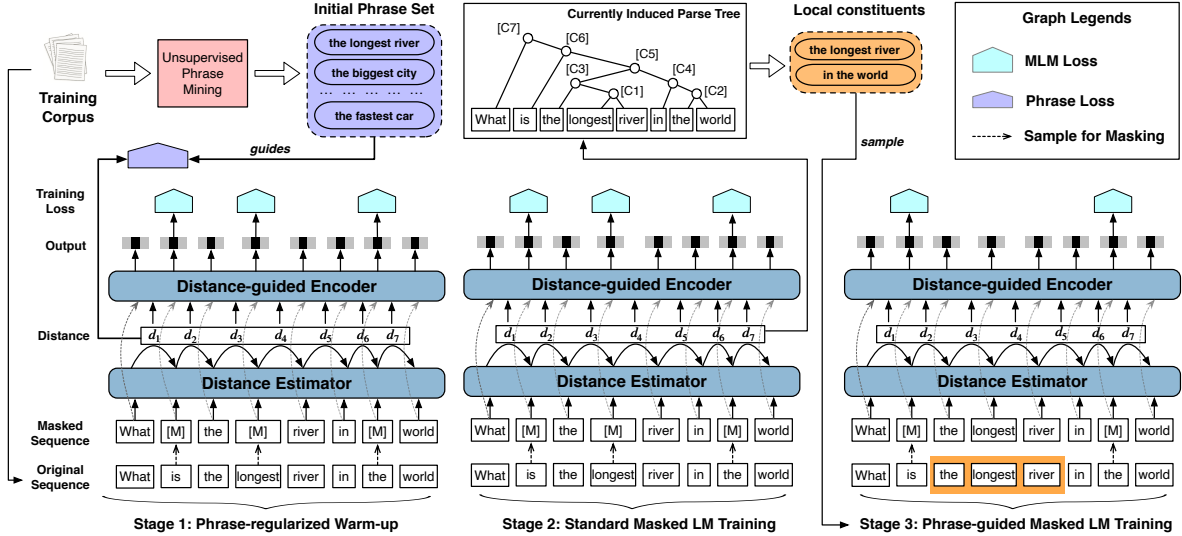 Training
Corpus
Unsupervised
Phrase
Mining
Initial Phrase Set
the longest river
the biggest city
... ... ... ...
the fastest car
guides
Currently Induced Parse Tree
[C7]
[C6]
[C5]
[C3]
[C4]
[C1]
[C2]
What is the longest river in the world
Local constituents
the longest river
in the world
sample
Graph Legends
MLM Loss
Phrase Loss
Sample for Masking
Training
Loss
Output
Distance
Masked
Sequence
Original
Sequence
Distance-guided Encoder
d1 d2 d3 d4 d5 d6 d7
Distance Estimator
What [M] the [M] river in [M] world
What is the longest river in the world
Stage 1: Phrase-regularized Warm-up
Distance-guided Encoder
d1 d2 d3 d4 d5 d6 d7
Distance Estimator
What [M] the [M] river in [M] world
What is the longest river in the world
Stage 2: Standard Masked LM Training
Distance-guided Encoder
d1 d2 d3 d4 d5 d6 d7
Distance Estimator
What [M] the longest river in [M] world
What is the longest river in the world
Stage 3: Phrase-guided Masked LM Training